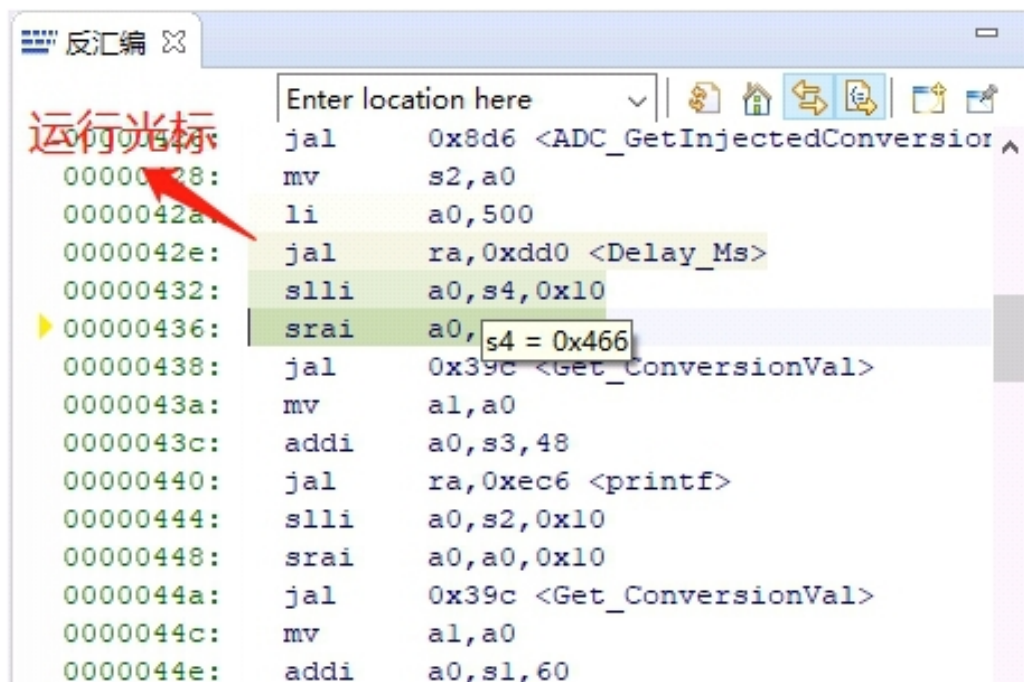 反汇编
Enter location here
运行光标
jal 0x8d6 <ADC_GetInjectedConversion
mv s2,a0
0000042a: li a0,500
0000042e: jal ra,0xdd0 <Delay_Ms>
00000432: slli a0,s4,0x10
00000436: srai a0,
s4 = 0x466
00000438: jal 0x39c <Get_ConversionVal>
0000043a: mv a1,a0
0000043c: addi a0,s3,48
00000440: jal ra,0xec6 <printf>
00000444: slli a0,s2,0x10
00000448: srai a0,a0,0x10
0000044a: jal 0x39c <Get_ConversionVal>
0000044c: mv a1,a0
0000044e: addi a0,s1,60